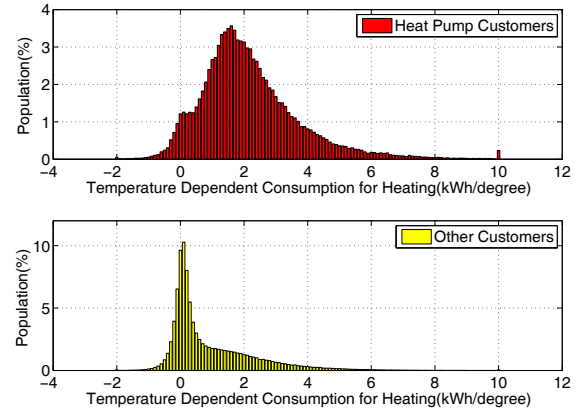 4
3
2
1
0
Population(%)
Heat Pump Customers
−4 −2 0 2 4 6 8 10 12
Temperature Dependent Consumption for Heating(kWh/degree)
10
5
0
Population(%)
Other Customers
−4 −2 0 2 4 6 8 10 12
Temperature Dependent Consumption for Heating(kWh/degree)